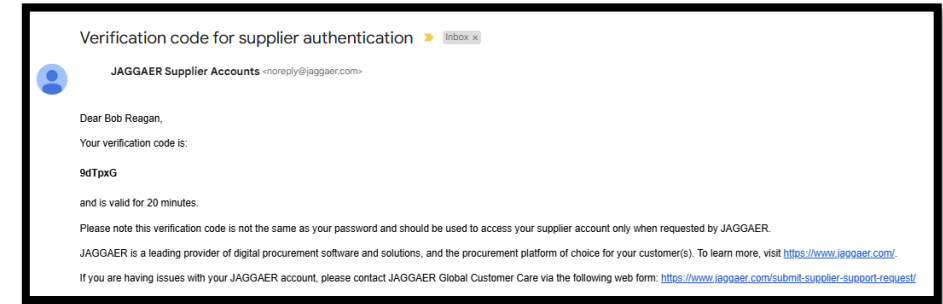 Verification code for supplier authentication Inbox ×
JAGGAER Supplier Accounts <noreply@jaggaer.com>
Dear Bob Reagan,
Your verification code is:
9dTpxG
and is valid for 20 minutes.
Please note this verification code is not the same as your password and should be used to access your supplier account only when requested by JAGGAER.
JAGGAER is a leading provider of digital procurement software and solutions, and the procurement platform of choice for your customer(s). To learn more, visit https://www.jaggaer.com/.
If you are having issues with your JAGGAER account, please contact JAGGAER Global Customer Care via the following web form: https://www.jaggaer.com/submit-supplier-support-request/